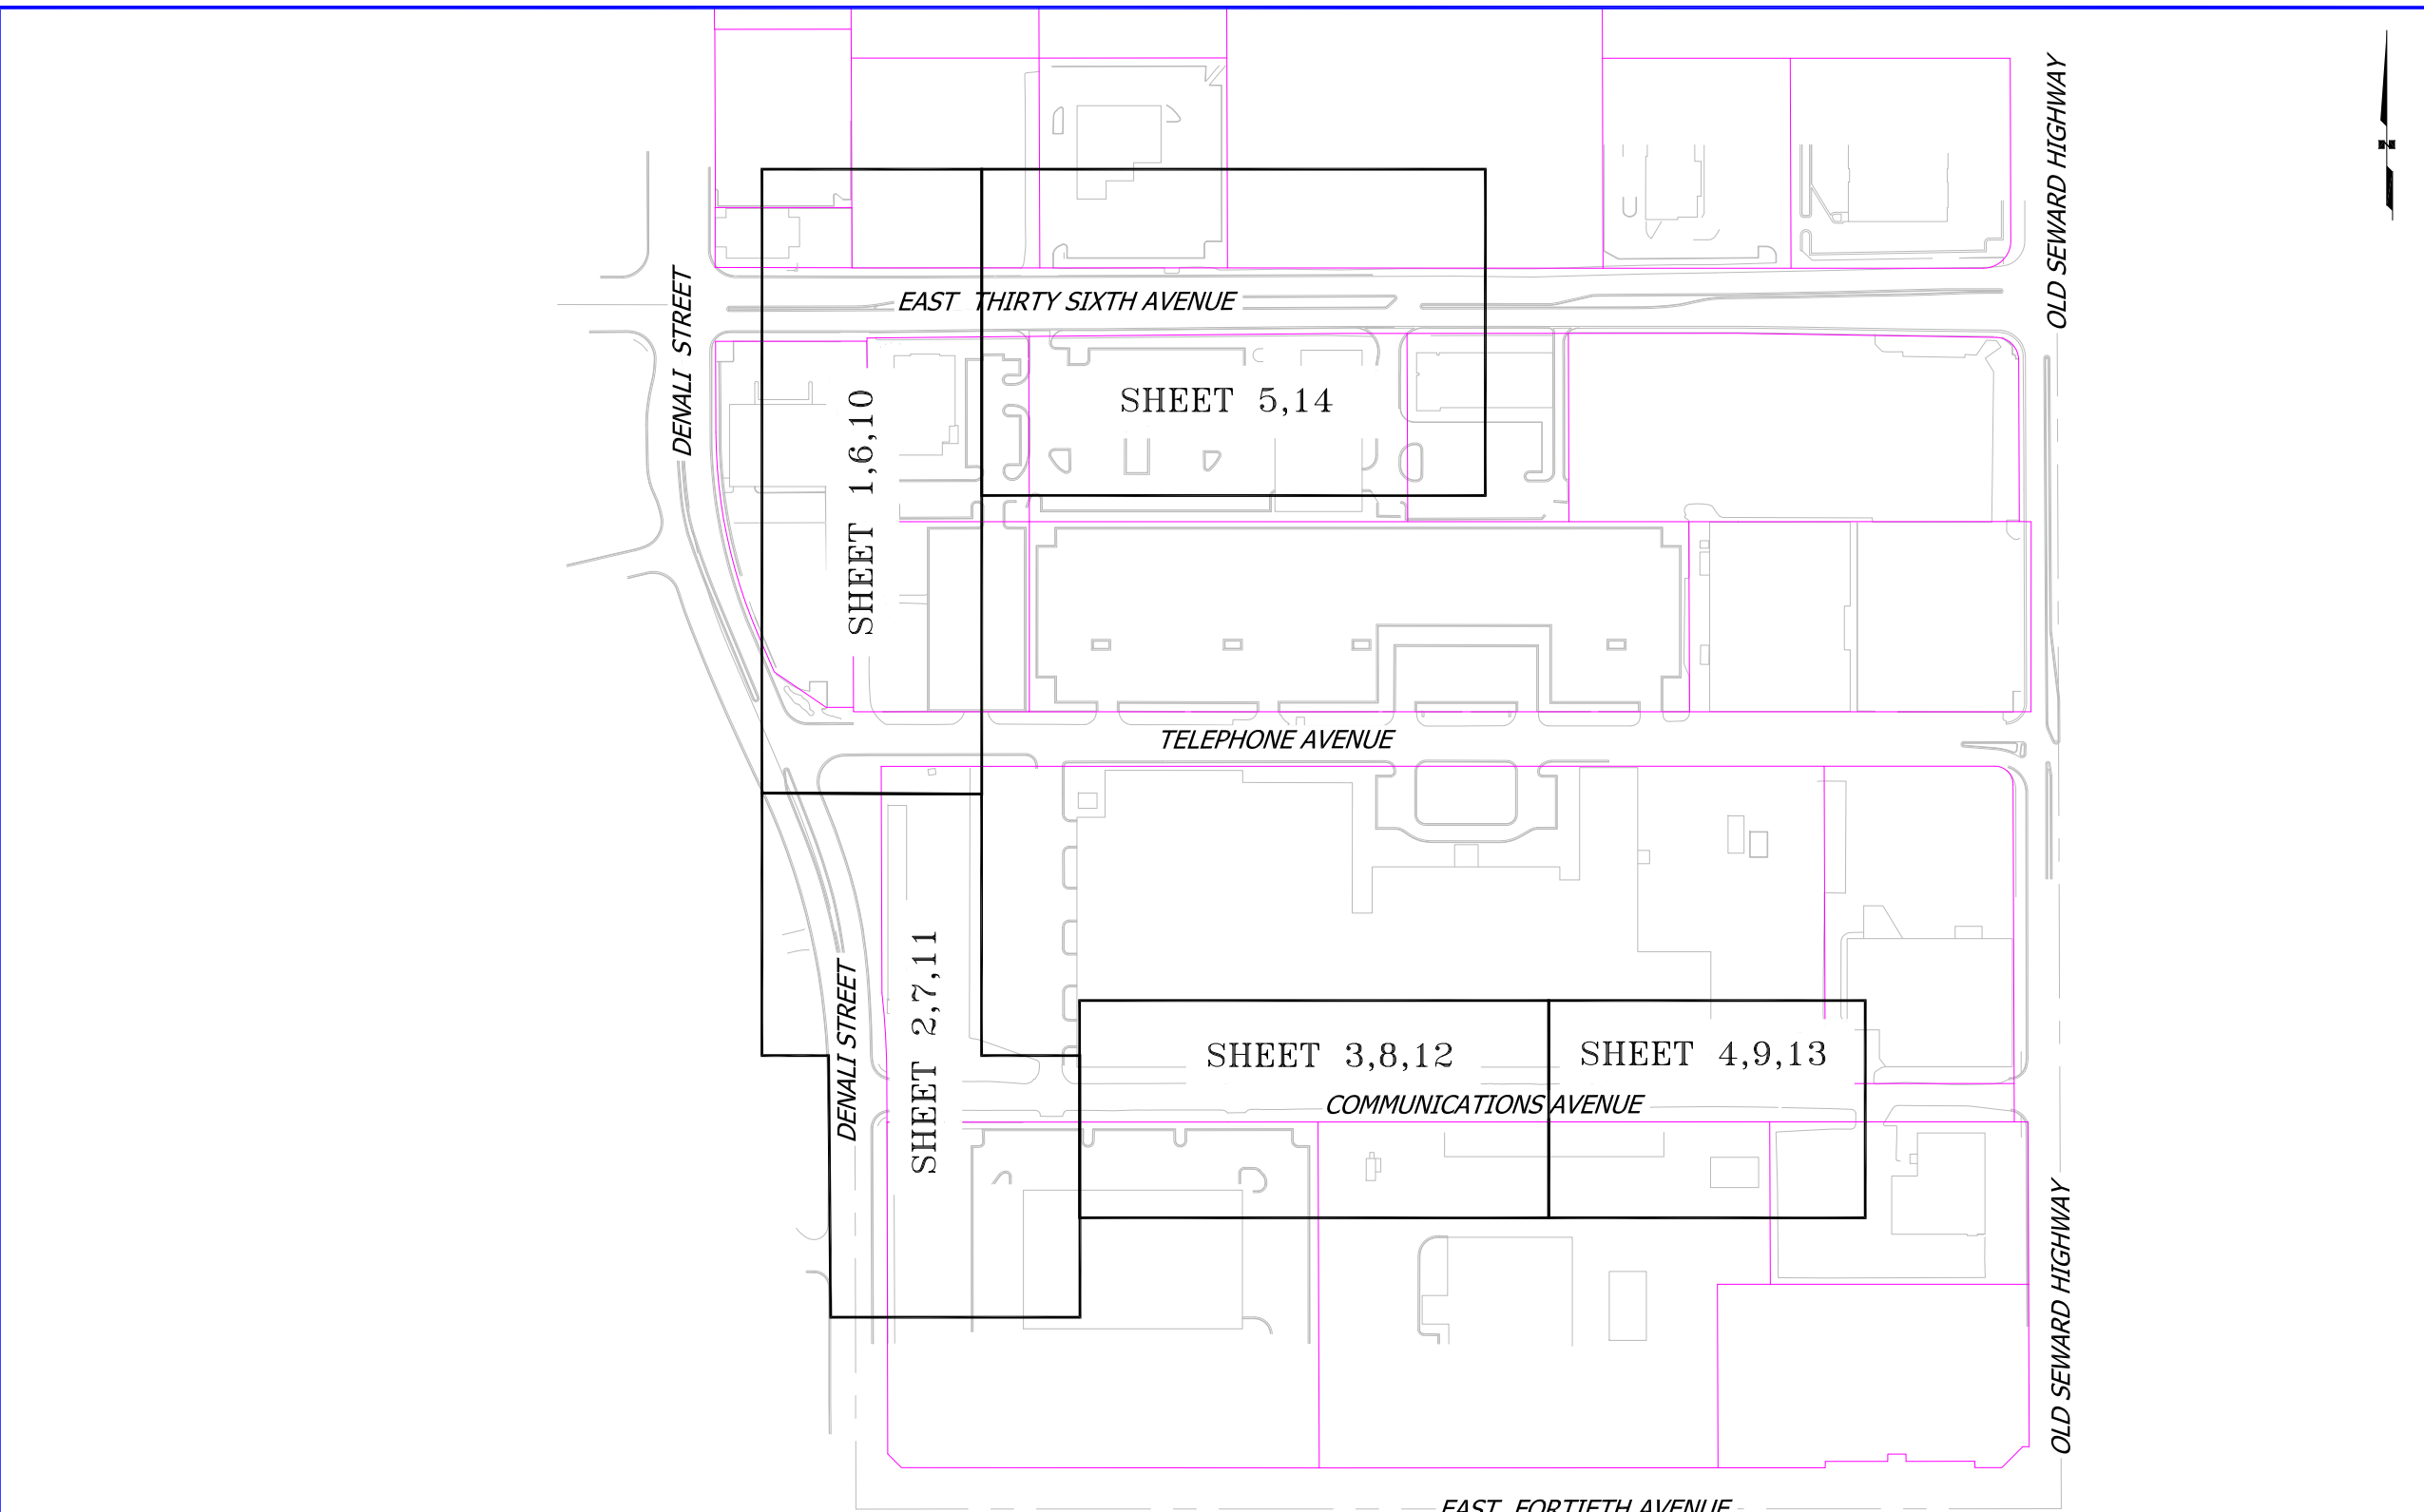 OLD SEWARD HIGHWAY
N
EAST THIRTY SIXTH AVENUE
DENALI STREET
SHEET 5,14
SHEET 1,6,10
TELEPHONE AVENUE
SHEET 2,7,11
DENALI STREET
SHEET 3,8,12
SHEET 4,9,13
COMMUNICATIONS AVENUE
OLD SEWARD HIGHWAY
EAST FORTIETH AVENUE